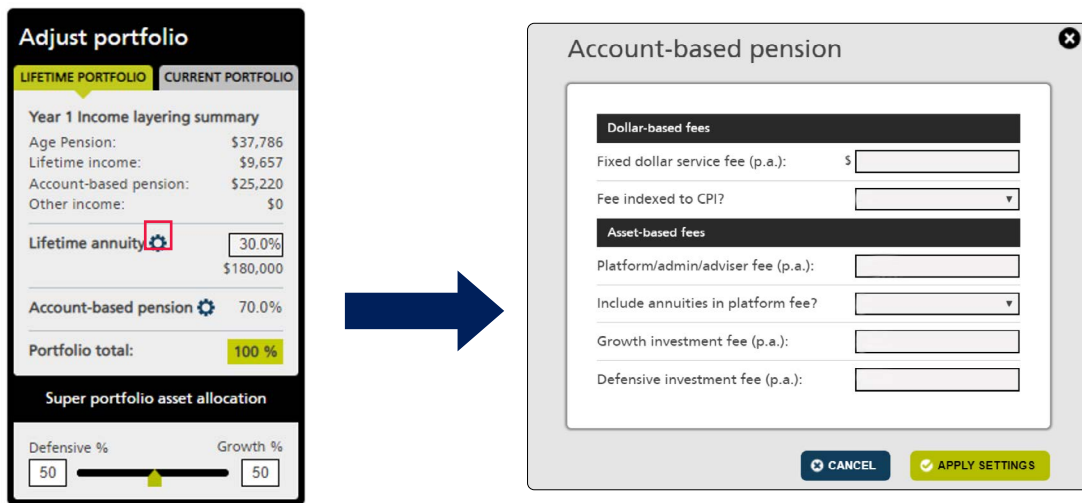 Adjust portfolio
LIFETIME PORTFOLIO CURRENT PORTFOLIO
Year 1 Income layering summary
Age Pension: $37,786
Lifetime income: $9,657
Account-based pension: $25,220
Other income: $0
Lifetime annuity 30.0%
$180,000
Account-based pension 70.0%
Portfolio total: 100 %
Super portfolio asset allocation
Defensive % Growth %
50 50
Account-based pension
Dollar-based fees
Fixed dollar service fee (p.a.): $
Fee indexed to CPI?
Asset-based fees
Platform/admin/adviser fee (p.a.):
Include annuities in platform fee?
Growth investment fee (p.a.):
Defensive investment fee (p.a.):
CANCEL APPLY SETTINGS